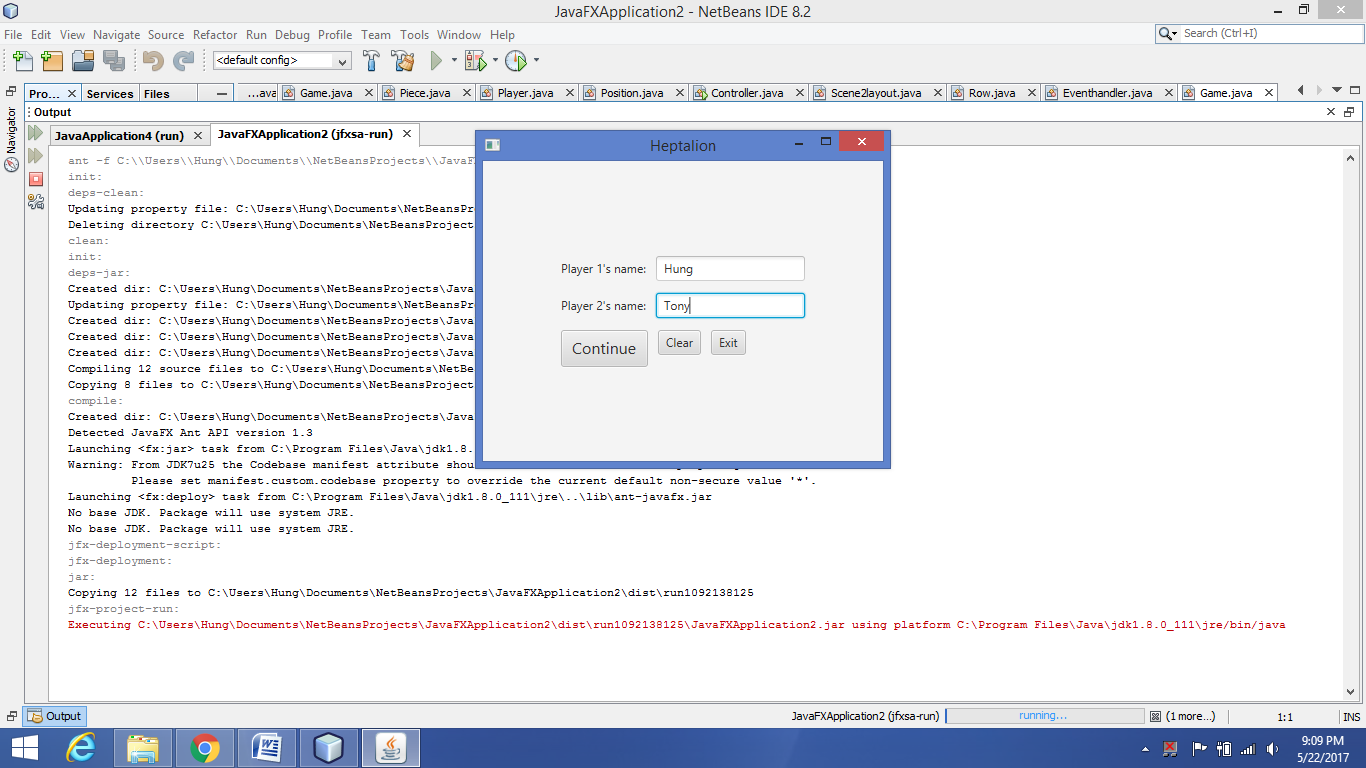 JavaFXApplication2 - NetBeans IDE 8.2
File Edit View Navigate Source Refactor Run Debug Profile Team Tools Window Help
Search (Ctrl+I)
<default config>
Pro... Services Files
...ava Game.java Piece.java Player.java Position.java Controller.java Scene2layout.java Row.java Eventhandler.java Game.java
Navigator
Output
JavaApplication4 (run) JavaFXApplication2 (jfxsa-run)
ant -f C:\\Users\\Hung\\Documents\\NetBeansProjects\\JavaF
init:
deps-clean:
Updating property file: C:\Users\Hung\Documents\NetBeansPr
Deleting directory C:\Users\Hung\Documents\NetBeansProject
clean:
init:
deps-jar:
Created dir: C:\Users\Hung\Documents\NetBeansProjects\Java
Updating property file: C:\Users\Hung\Documents\NetBeansPr
Created dir: C:\Users\Hung\Documents\NetBeansProjects\Java
Created dir: C:\Users\Hung\Documents\NetBeansProjects\Java
Created dir: C:\Users\Hung\Documents\NetBeansProjects\Java
Compiling 12 source files to C:\Users\Hung\Documents\NetBe
Copying 8 files to C:\Users\Hung\Documents\NetBeansProject
compile:
Created dir: C:\Users\Hung\Documents\NetBeansProjects\Java
Detected JavaFX Ant API version 1.3
Launching <fx:jar> task from C:\Program Files\Java\jdk1.8.
Warning: From JDK7u25 the Codebase manifest attribute shou
Please set manifest.custom.codebase property to override the current default non-secure value '*'.
Launching <fx:deploy> task from C:\Program Files\Java\jdk1.8.0_111\jre\..\lib\ant-javafx.jar
No base JDK. Package will use system JRE.
No base JDK. Package will use system JRE.
jfx-deployment-script:
jfx-deployment:
jar:
Copying 12 files to C:\Users\Hung\Documents\NetBeansProjects\JavaFXApplication2\dist\run1092138125
jfx-project-run:
Executing C:\Users\Hung\Documents\NetBeansProjects\JavaFXApplication2\dist\run1092138125\JavaFXApplication2.jar using platform C:\Program Files\Java\jdk1.8.0_111\jre/bin/java
Heptalion
Player 1's name: Hung
Player 2's name: Tony
Continue Clear Exit
Output
JavaFXApplication2 (jfxsa-run) running... (1 more...) 1:1 INS
9:09 PM
5/22/2017